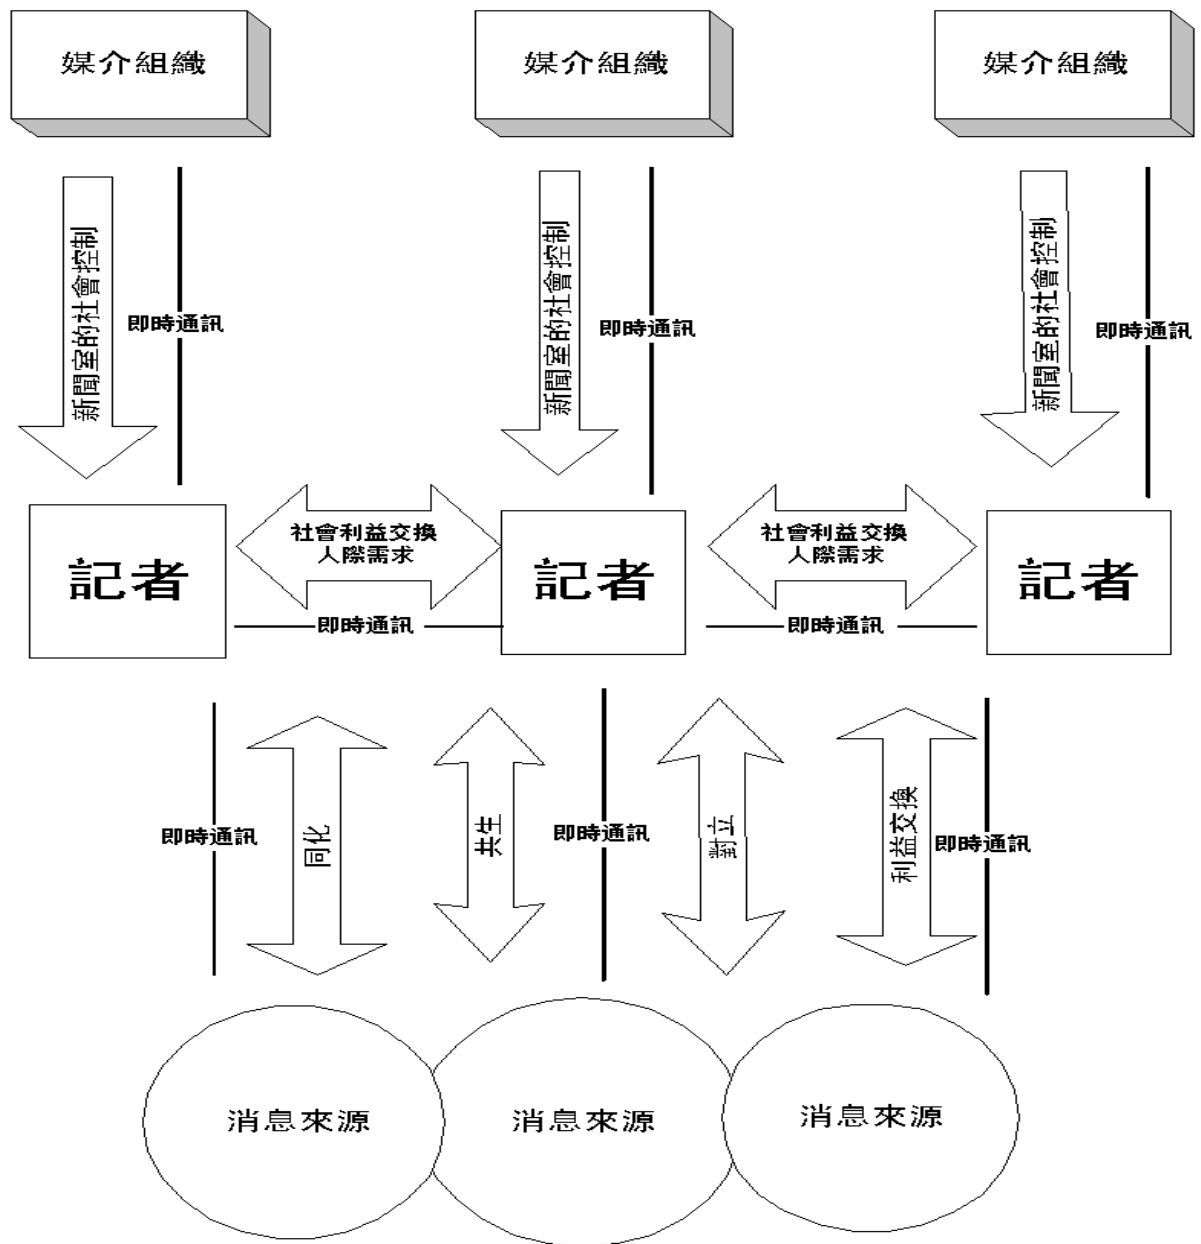 媒介組織
媒介組織
媒介組織
新聞室的社會控制
即時通訊
新聞室的社會控制
即時通訊
新聞室的社會控制
即時通訊
記者
社會利益交換
人際需求
即時通訊
記者
社會利益交換
人際需求
即時通訊
記者
即時通訊
同化
共生
即時通訊
對立
利益交換
即時通訊
消息來源
消息來源
消息來源